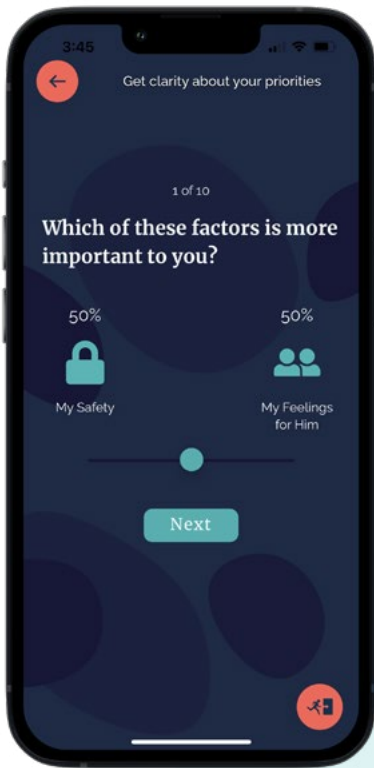 3:45
Get clarity about your priorities
1 of 10
Which of these factors is more
important to you?
50%
50%
My Safety
My Feelings
for Him
Next